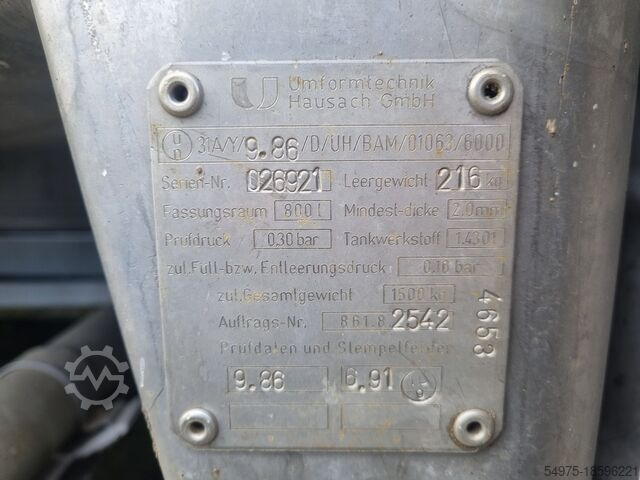 Umformtechnik
Hausach GmbH
u n 31A/Y/9.86/D/UH/BAM/01063/6000
Serien-Nr. 026921 Leergewicht 216 kg
Fassungsraum 800 l Mindest-dicke 2.0mm
Prüfdruck 0,30 bar Tankwerkstoff 1.4301
zul.Füll-bzw. Entleerungsdruck 0.18 bar
zul.Gesamtgewicht 1500 kg
Auftrags-Nr. 861.8 2542
4653
Prüfdaten und Stempelfelder
9.86 6.91
54975-18596221